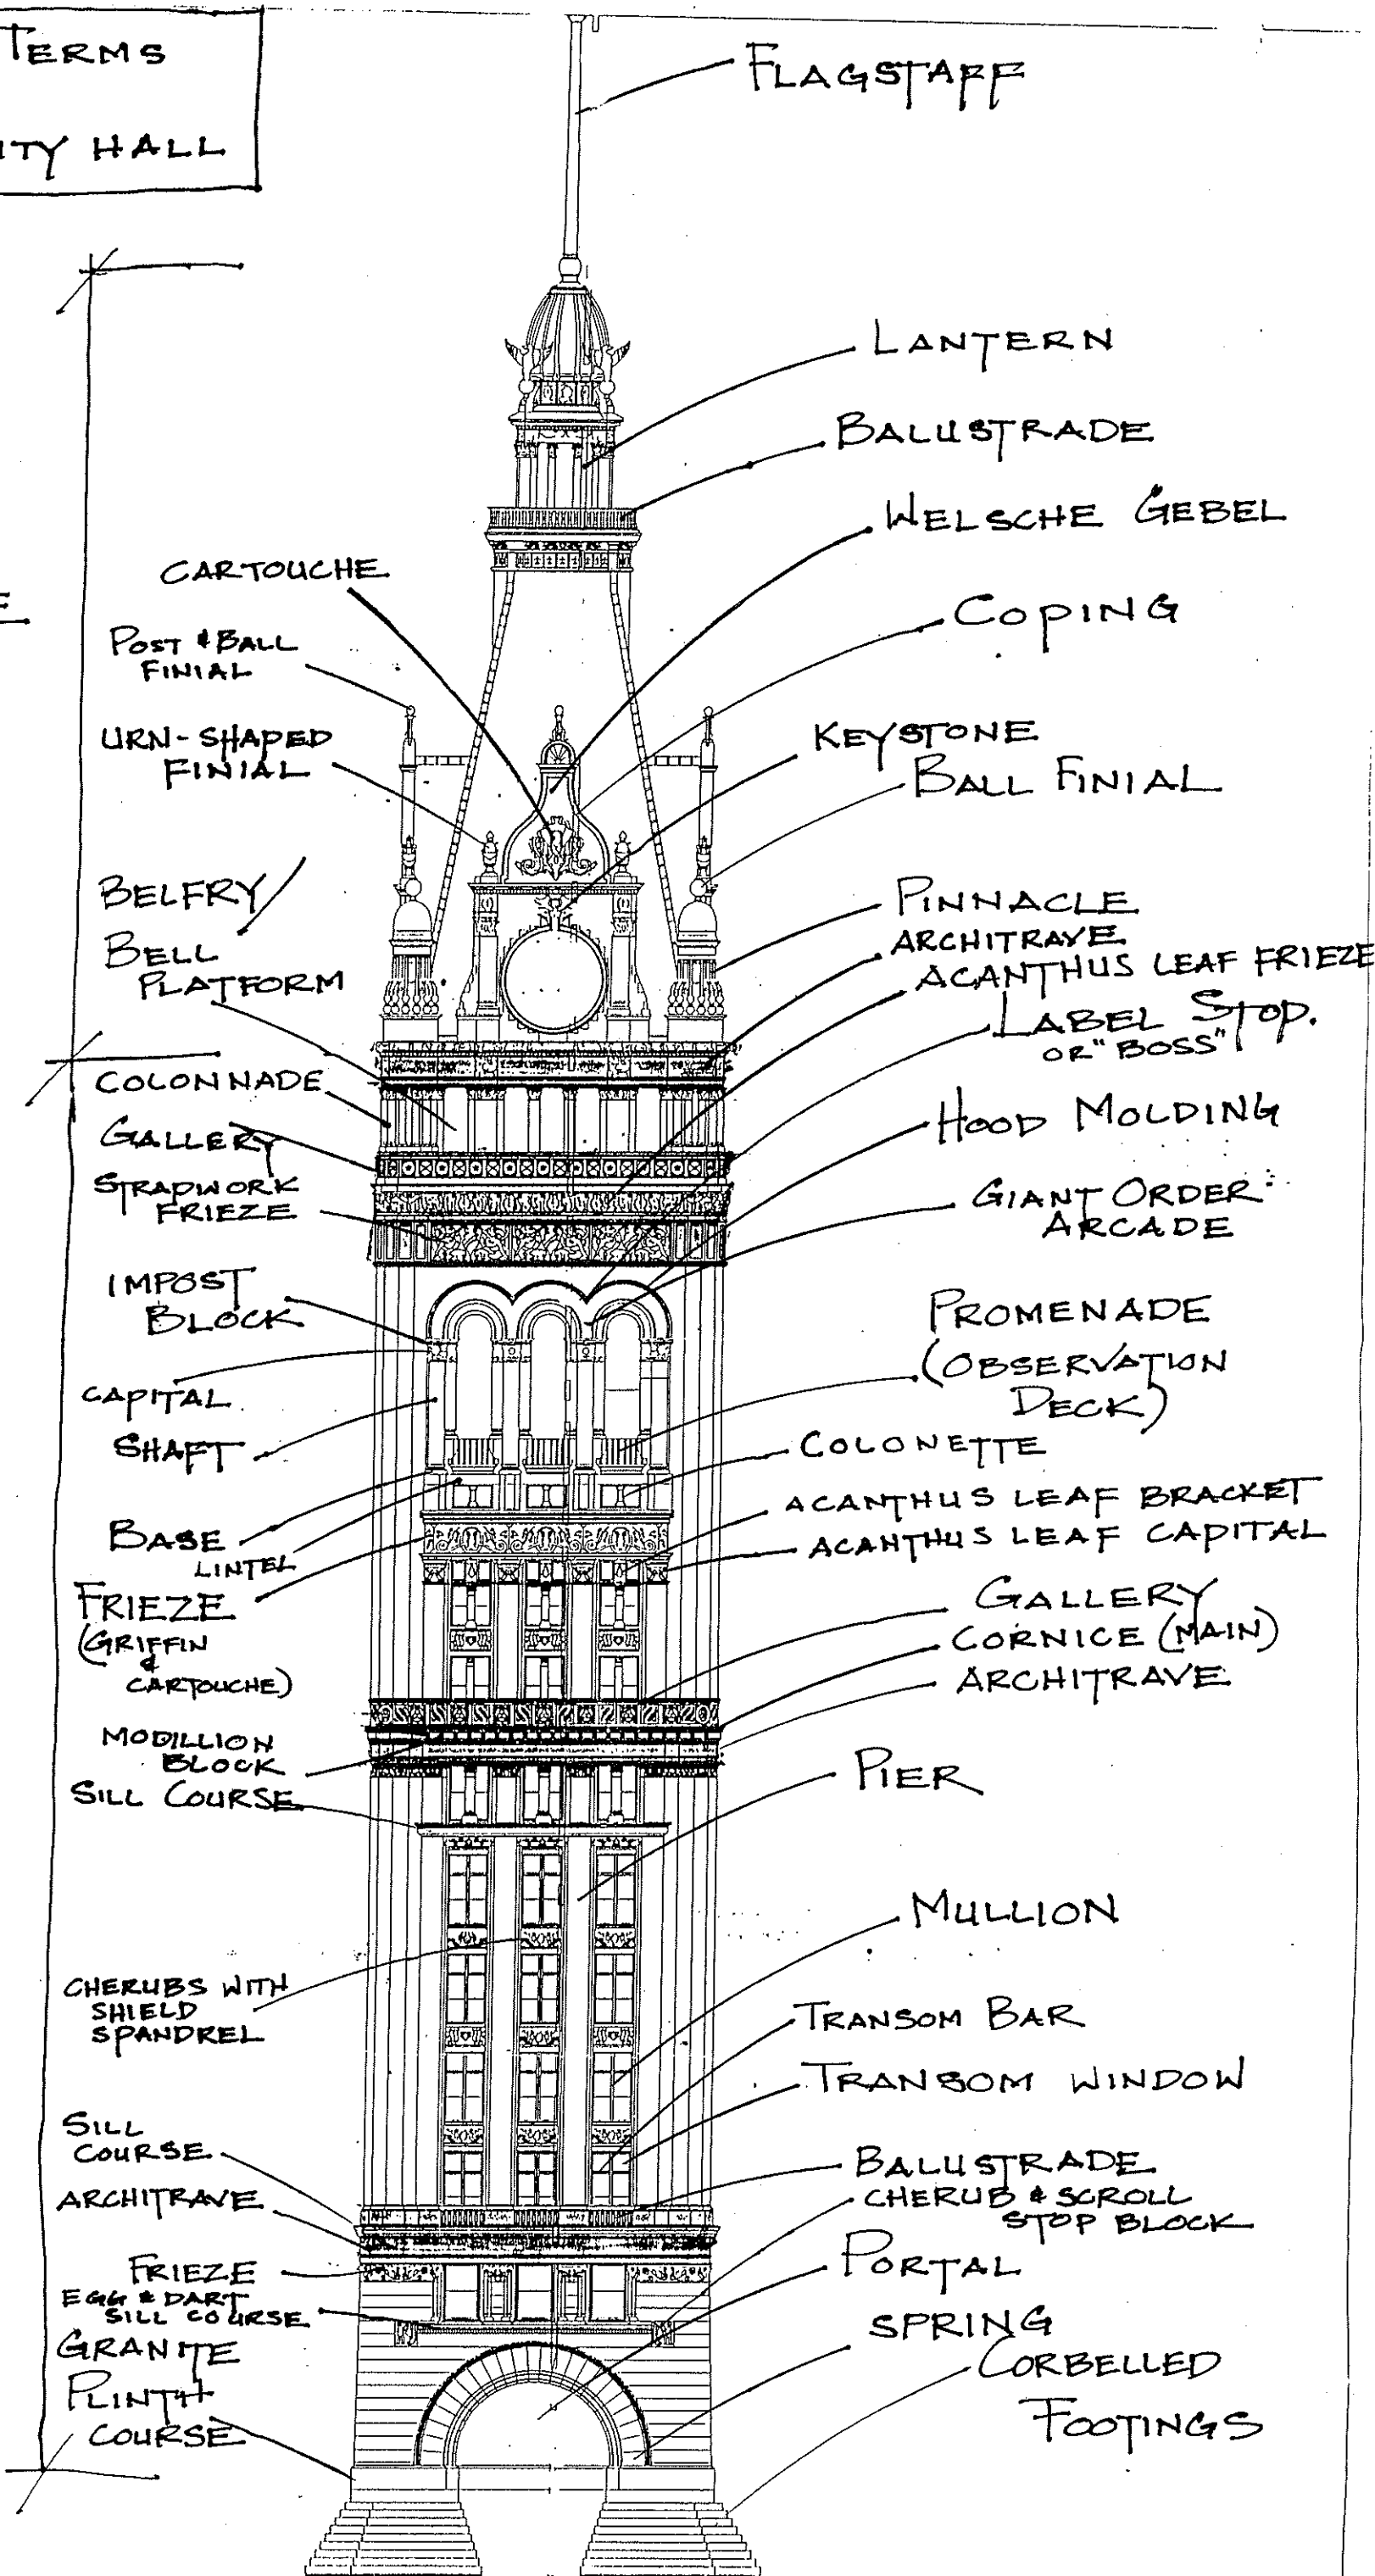 TERMS
ITY HALL
FLAGSTAFF
LANTERN
BALUSTRADE
WELSCHE GEBEL
CARTOUCHE
COPING
POST & BALL
FINIAL
URN-SHAPED
FINIAL
KEYSTONE
BALL FINIAL
BELFRY/
BELL
PLATFORM
PINNACLE
ARCHITRAVE
ACANTHUS LEAF FRIEZE
LABEL STOP.
OR "BOSS"
COLONNADE
GALLERY
STRAPWORK
FRIEZE
HOOD MOLDING
GIANT ORDER
ARCADE
IMPOST
BLOCK
CAPITAL
SHAFT
PROMENADE
(OBSERVATION
DECK)
COLONETTE
BASE
LINTEL
ACANTHUS LEAF BRACKET
ACANTHUS LEAF CAPITAL
FRIEZE
(GRIFFIN
&
CARTOUCHE)
GALLERY
CORNICE (MAIN)
ARCHITRAVE
MODILLION
BLOCK
SILL COURSE
PIER
MULLION
CHERUBS WITH
SHIELD
SPANDREL
TRANSOM BAR
TRANSOM WINDOW
SILL
COURSE
ARCHITRAVE
BALUSTRADE
CHERUB & SCROLL
STOP BLOCK
FRIEZE
EGG & DART
SILL COURSE
PORTAL
GRANITE
PLINTH
COURSE
SPRING
CORBELLED
FOOTINGS